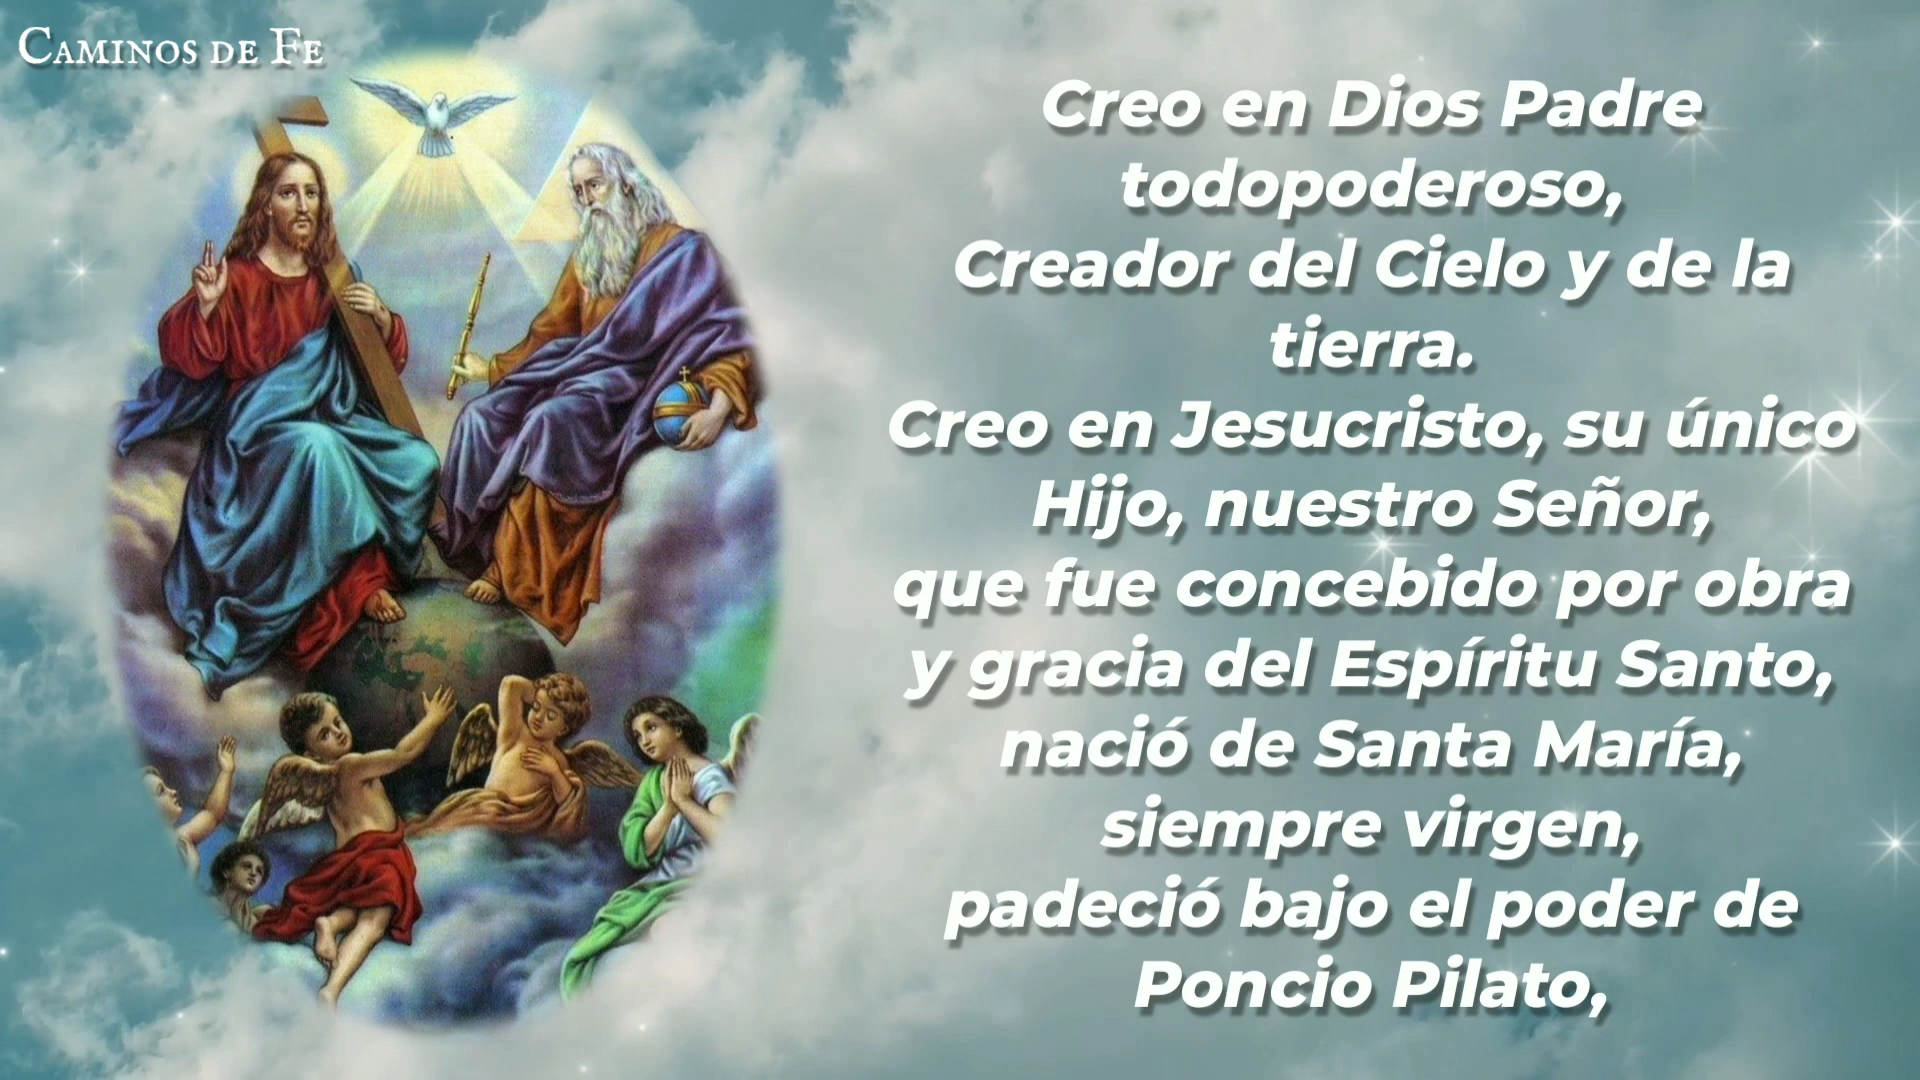 Caminos de Fe
Creo en Dios Padre
todopoderoso,
Creador del Cielo y de la
tierra.
Creo en Jesucristo, su único
Hijo, nuestro Señor,
que fue concebido por obra
y gracia del Espíritu Santo,
nació de Santa María,
siempre virgen,
padeció bajo el poder de
Poncio Pilato,